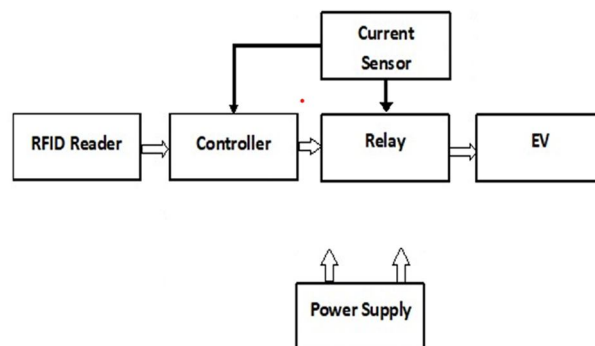 Current
Sensor
RFID Reader
Controller
Relay
EV
Power Supply